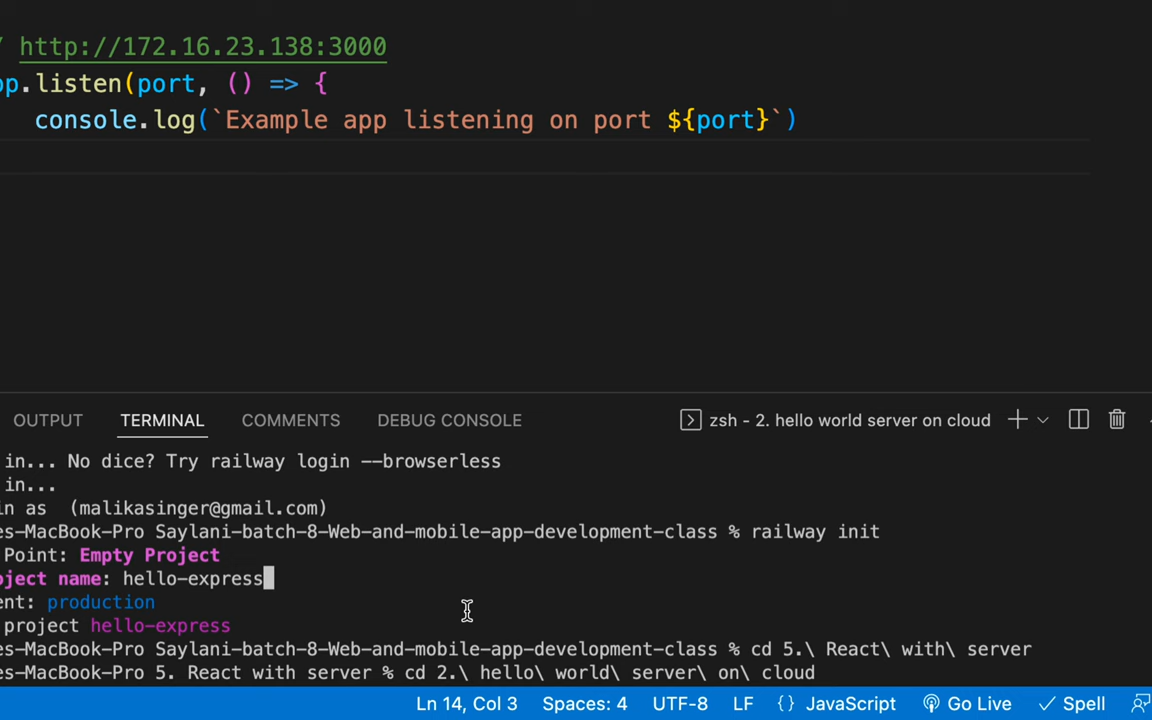 / http://172.16.23.138:3000
pp.listen(port, () => {
console.log(`Example app listening on port ${port}`)
OUTPUT TERMINAL COMMENTS DEBUG CONSOLE zsh - 2. hello world server on cloud
in... No dice? Try railway login --browserless
in...
in as (malikasinger@gmail.com)
es-MacBook-Pro Saylani-batch-8-Web-and-mobile-app-development-class % railway init
Point: Empty Project
oject name: hello-express
ent: production
project hello-express
es-MacBook-Pro Saylani-batch-8-Web-and-mobile-app-development-class % cd 5.\ React\ with\ server
es-MacBook-Pro 5. React with server % cd 2.\ hello\ world\ server\ on\ cloud
Ln 14, Col 3 Spaces: 4 UTF-8 LF {} JavaScript Go Live Spell